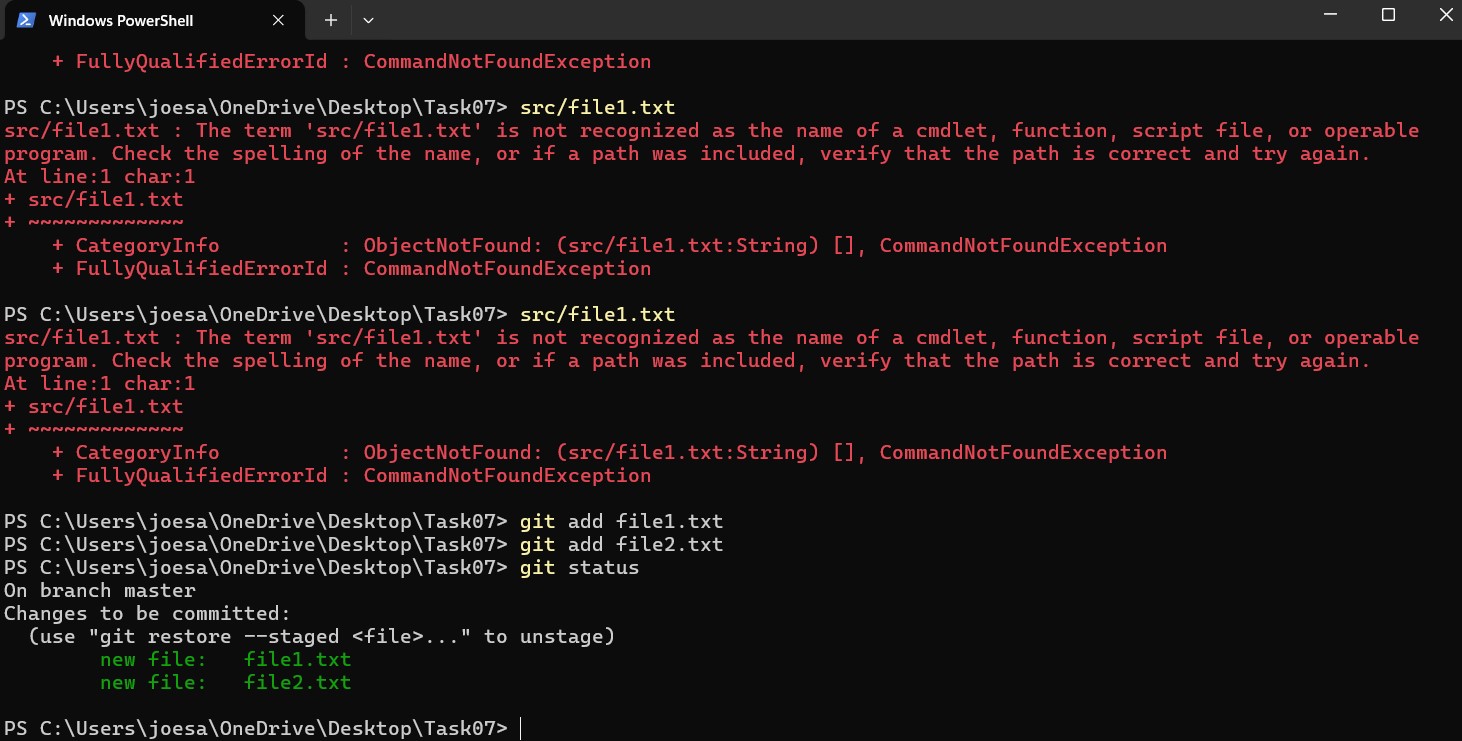 Windows PowerShell
    + FullyQualifiedErrorId : CommandNotFoundException
PS C:\Users\joesa\OneDrive\Desktop\Task07> src/file1.txt
src/file1.txt : The term 'src/file1.txt' is not recognized as the name of a cmdlet, function, script file, or operable
program. Check the spelling of the name, or if a path was included, verify that the path is correct and try again.
At line:1 char:1
+ src/file1.txt
+ ~~~~~~~~~~~~~
    + CategoryInfo          : ObjectNotFound: (src/file1.txt:String) [], CommandNotFoundException
    + FullyQualifiedErrorId : CommandNotFoundException
PS C:\Users\joesa\OneDrive\Desktop\Task07> src/file1.txt
src/file1.txt : The term 'src/file1.txt' is not recognized as the name of a cmdlet, function, script file, or operable
program. Check the spelling of the name, or if a path was included, verify that the path is correct and try again.
At line:1 char:1
+ src/file1.txt
+ ~~~~~~~~~~~~~
    + CategoryInfo          : ObjectNotFound: (src/file1.txt:String) [], CommandNotFoundException
    + FullyQualifiedErrorId : CommandNotFoundException
PS C:\Users\joesa\OneDrive\Desktop\Task07> git add file1.txt
PS C:\Users\joesa\OneDrive\Desktop\Task07> git add file2.txt
PS C:\Users\joesa\OneDrive\Desktop\Task07> git status
On branch master
Changes to be committed:
  (use "git restore --staged <file>..." to unstage)
        new file:   file1.txt
        new file:   file2.txt
PS C:\Users\joesa\OneDrive\Desktop\Task07>